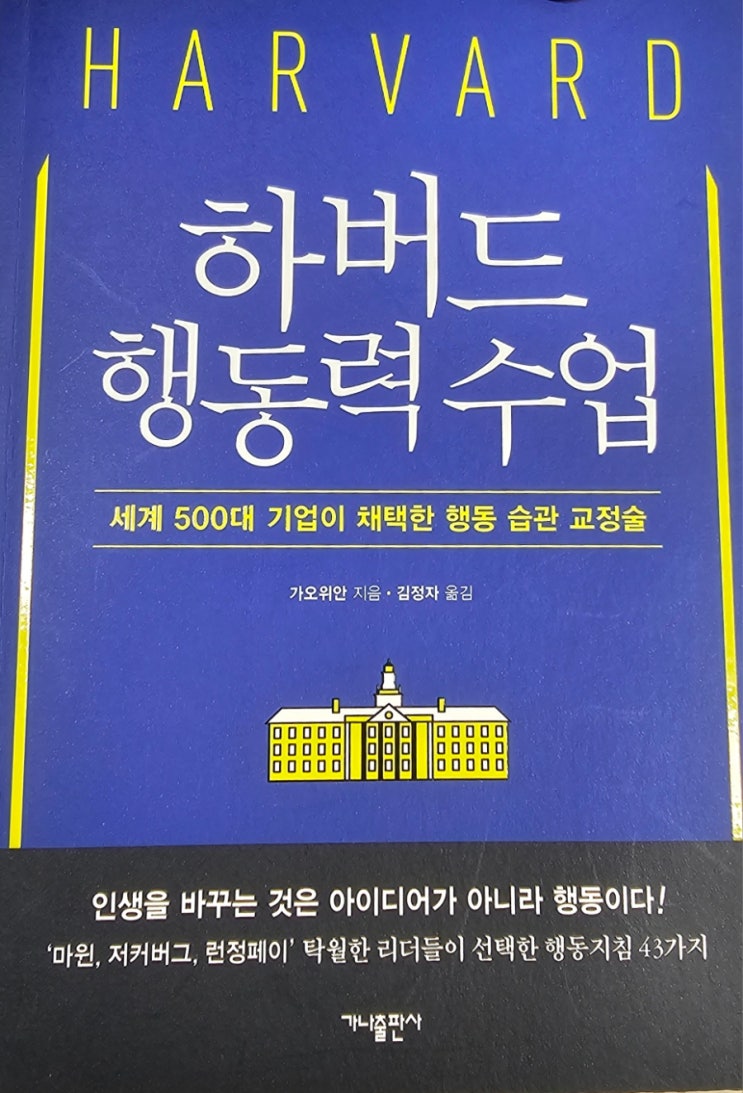 HARVARD
하버드
행동력 수업
세계 500대 기업이 채택한 행동 습관 교정술
가오위안 지음 • 김정자 옮김
인생을 바꾸는 것은 아이디어가 아니라 행동이다!
‘마윈, 저커버그, 런정페이’ 탁월한 리더들이 선택한 행동지침 43가지
가나출판사